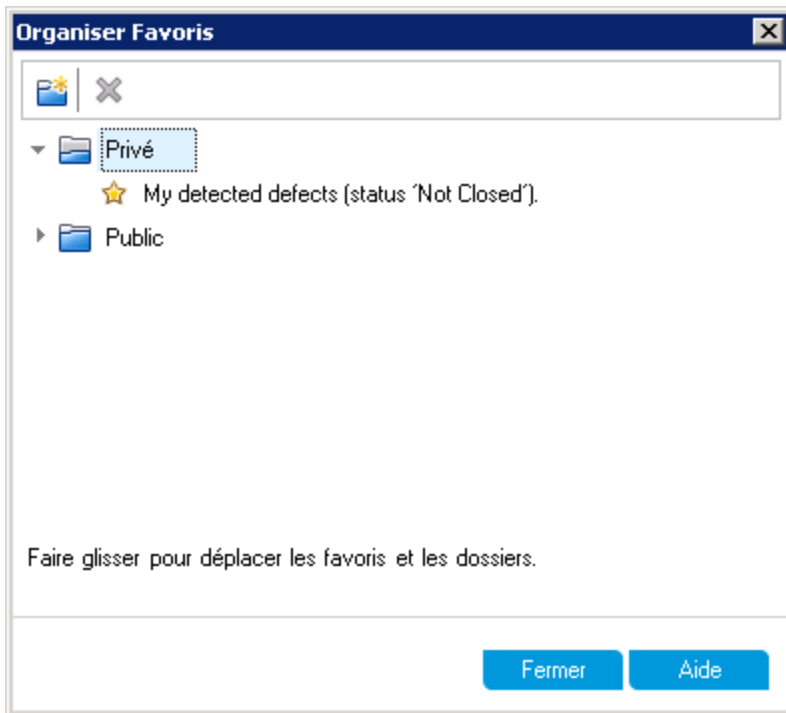 Organiser Favoris
Privé
My detected defects (status ´Not Closed´).
Public
Faire glisser pour déplacer les favoris et les dossiers.
Fermer
Aide